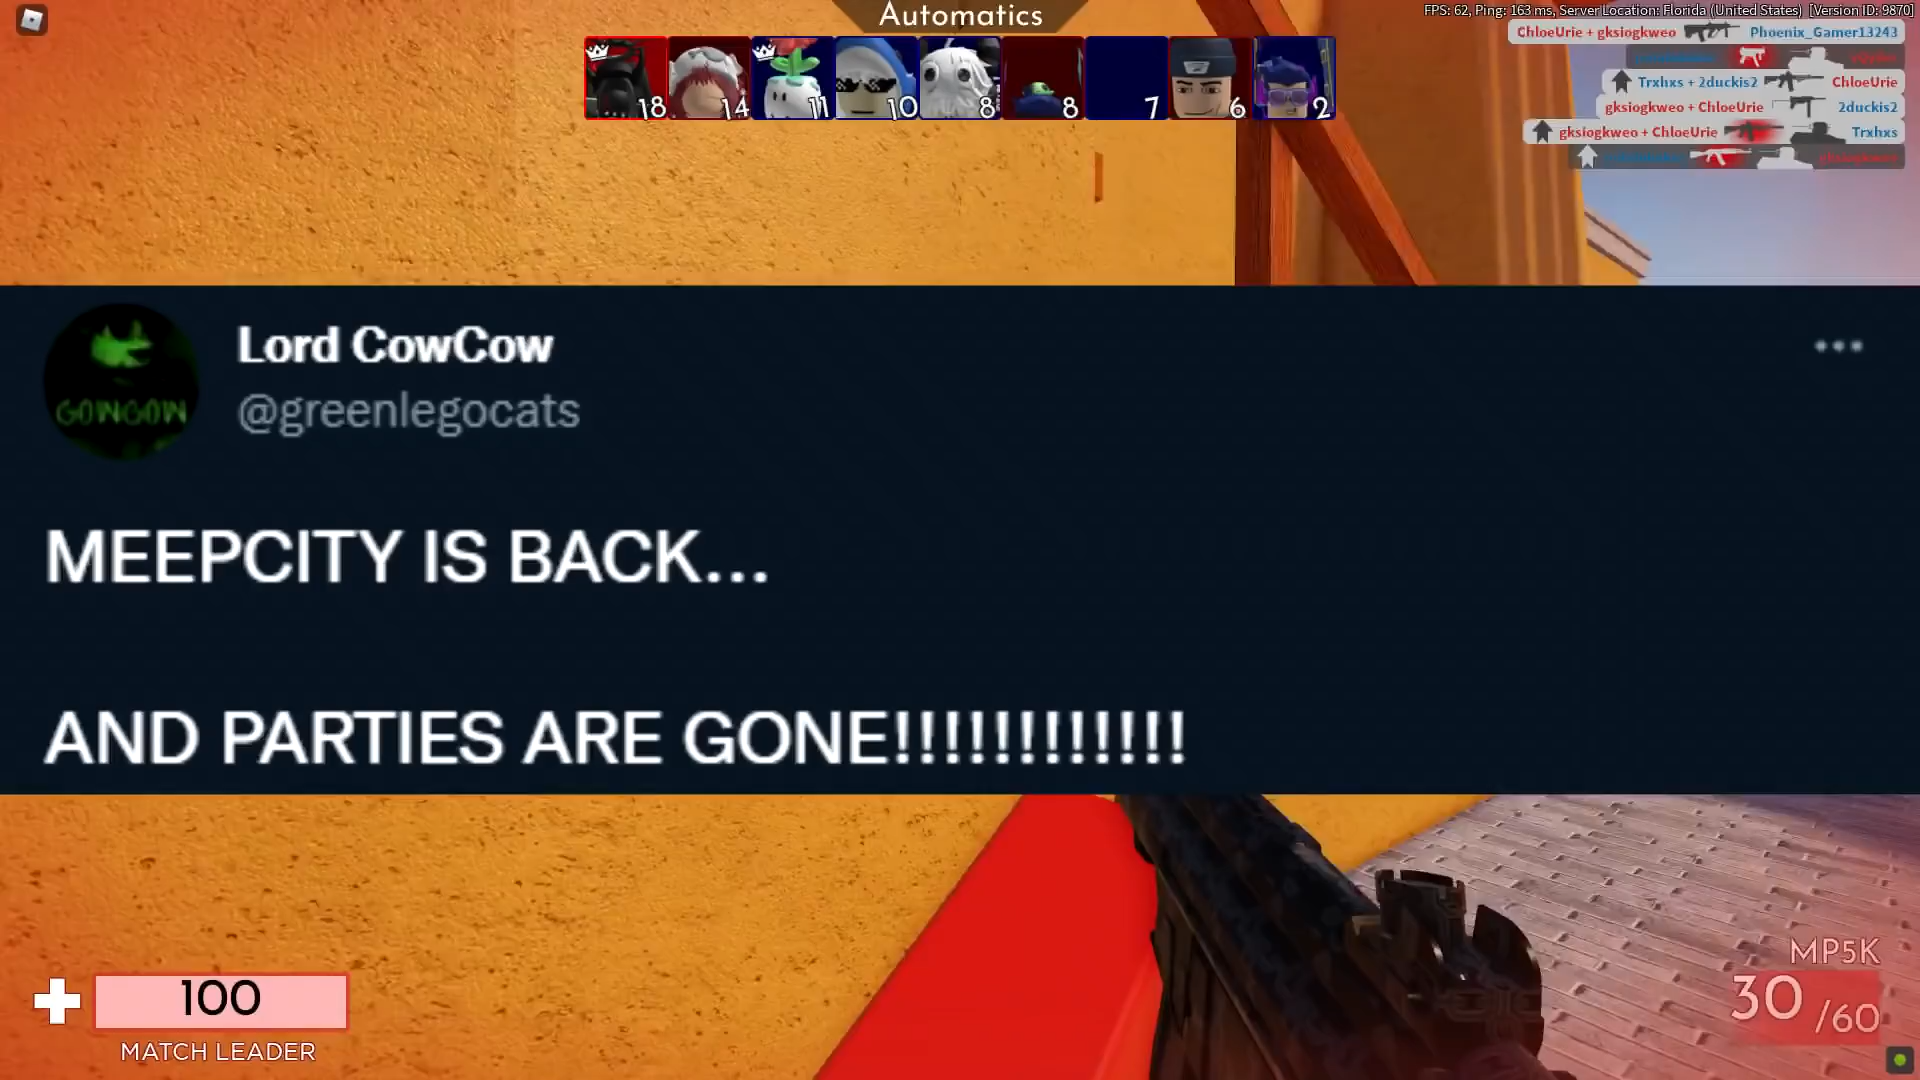 Automatics
FPS: 62, Ping: 163 ms, Server Location: Florida (United States) [Version ID: 9870]
18 14 11 10 8 8 7 6 2
ChloeUrie + gksiogkweo Phoenix_Gamer13243
Trxhxs + 2duckis2 ChloeUrie
gksiogkweo + ChloeUrie 2duckis2
gksiogkweo + ChloeUrie Trxhxs
gksiogkweo
Lord CowCow
@greenlegocats
GOWGOW
MEEPCITY IS BACK...
AND PARTIES ARE GONE!!!!!!!!!!!!!!
100
MATCH LEADER
MP5K
30 /60